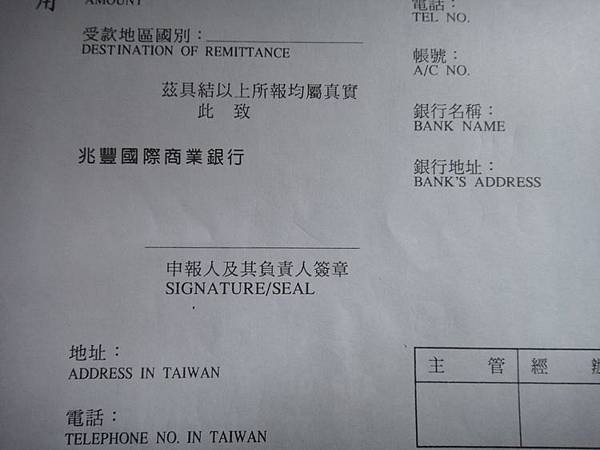 用
AMOUNT
受款地區國別：
DESTINATION OF REMITTANCE
茲具結以上所報均屬真實
此 致
兆豐國際商業銀行
申報人及其負責人簽章
SIGNATURE/SEAL
地址：
ADDRESS IN TAIWAN
電話：
TELEPHONE NO. IN TAIWAN
電話：
TEL NO.
帳號：
A/C NO.
銀行名稱：
BANK NAME
銀行地址：
BANK'S ADDRESS
主 管 經 辦